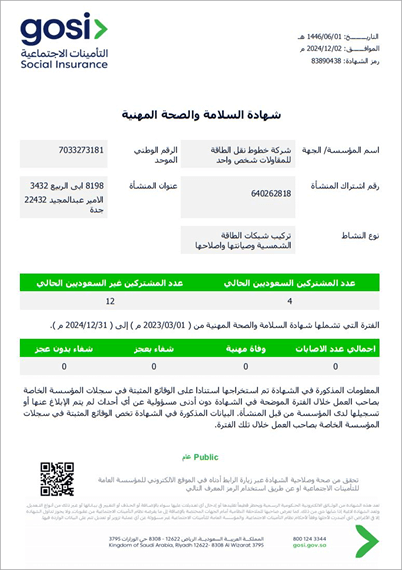 gosi
التأمينات الاجتماعية
Social Insurance
التاريـــــخ: 1446/06/01 هـ
الموافـــق: 2024/12/02 م
رمز الشهادة: 83890438
شهادة السلامة والصحة المهنية
اسم المؤسسة/ الجهة
شركة خطوط نقل الطاقة للمقاولات شخص واحد
الرقم الوطني الموحد
7033273181
رقم اشتراك المنشأة
640262818
عنوان المنشأة
8198 ابى الربيع 3432
الامير عبدالمجيد 22432
جدة
نوع النشاط
تركيب شبكات الطاقة
الشمسية وصيانتها واصلاحها
عدد المشتركين السعوديين الحالي
عدد المشتركين غير السعوديين الحالي
4
12
الفترة التي تشملها شهادة السلامة والصحة المهنية من ( 2023/03/01 م ) إلى ( 2024/12/31 م ).
اجمالي عدد الاصابات
وفاة مهنية
شفاء بعجز
شفاء بدون عجز
0
0
0
0
المعلومات المذكورة في الشهادة تم استخراجها استنادا على الوقائع المثبتة في سجلات المؤسسة الخاصة
بصاحب العمل خلال الفترة الموضحة في الشهادة دون أدنى مسؤولية عن أي أحداث لم يتم الإبلاغ عنها أو
تسجيلها لدى المؤسسة من قبل المنشأة. البيانات المذكورة في الشهادة تخص الوقائع المثبتة في سجلات
المؤسسة الخاصة بصاحب العمل خلال تلك الفترة.
Public عام
تحقق من صحة وصلاحية الشهادة عبر زيارة الرابط أدناه في الموقع الالكتروني للمؤسسة العامة
للتأمينات الاجتماعية او عن طريق استخدام الرمز المعرف التالي
المملكة العربية السعودية، الرياض 12622 - 8308 حي الوزارات 3795
Kingdom of Saudi Arabia, Riyadh 12622 - 8308 Al Wizarat 3795
800 124 3344
gosi.gov.sa